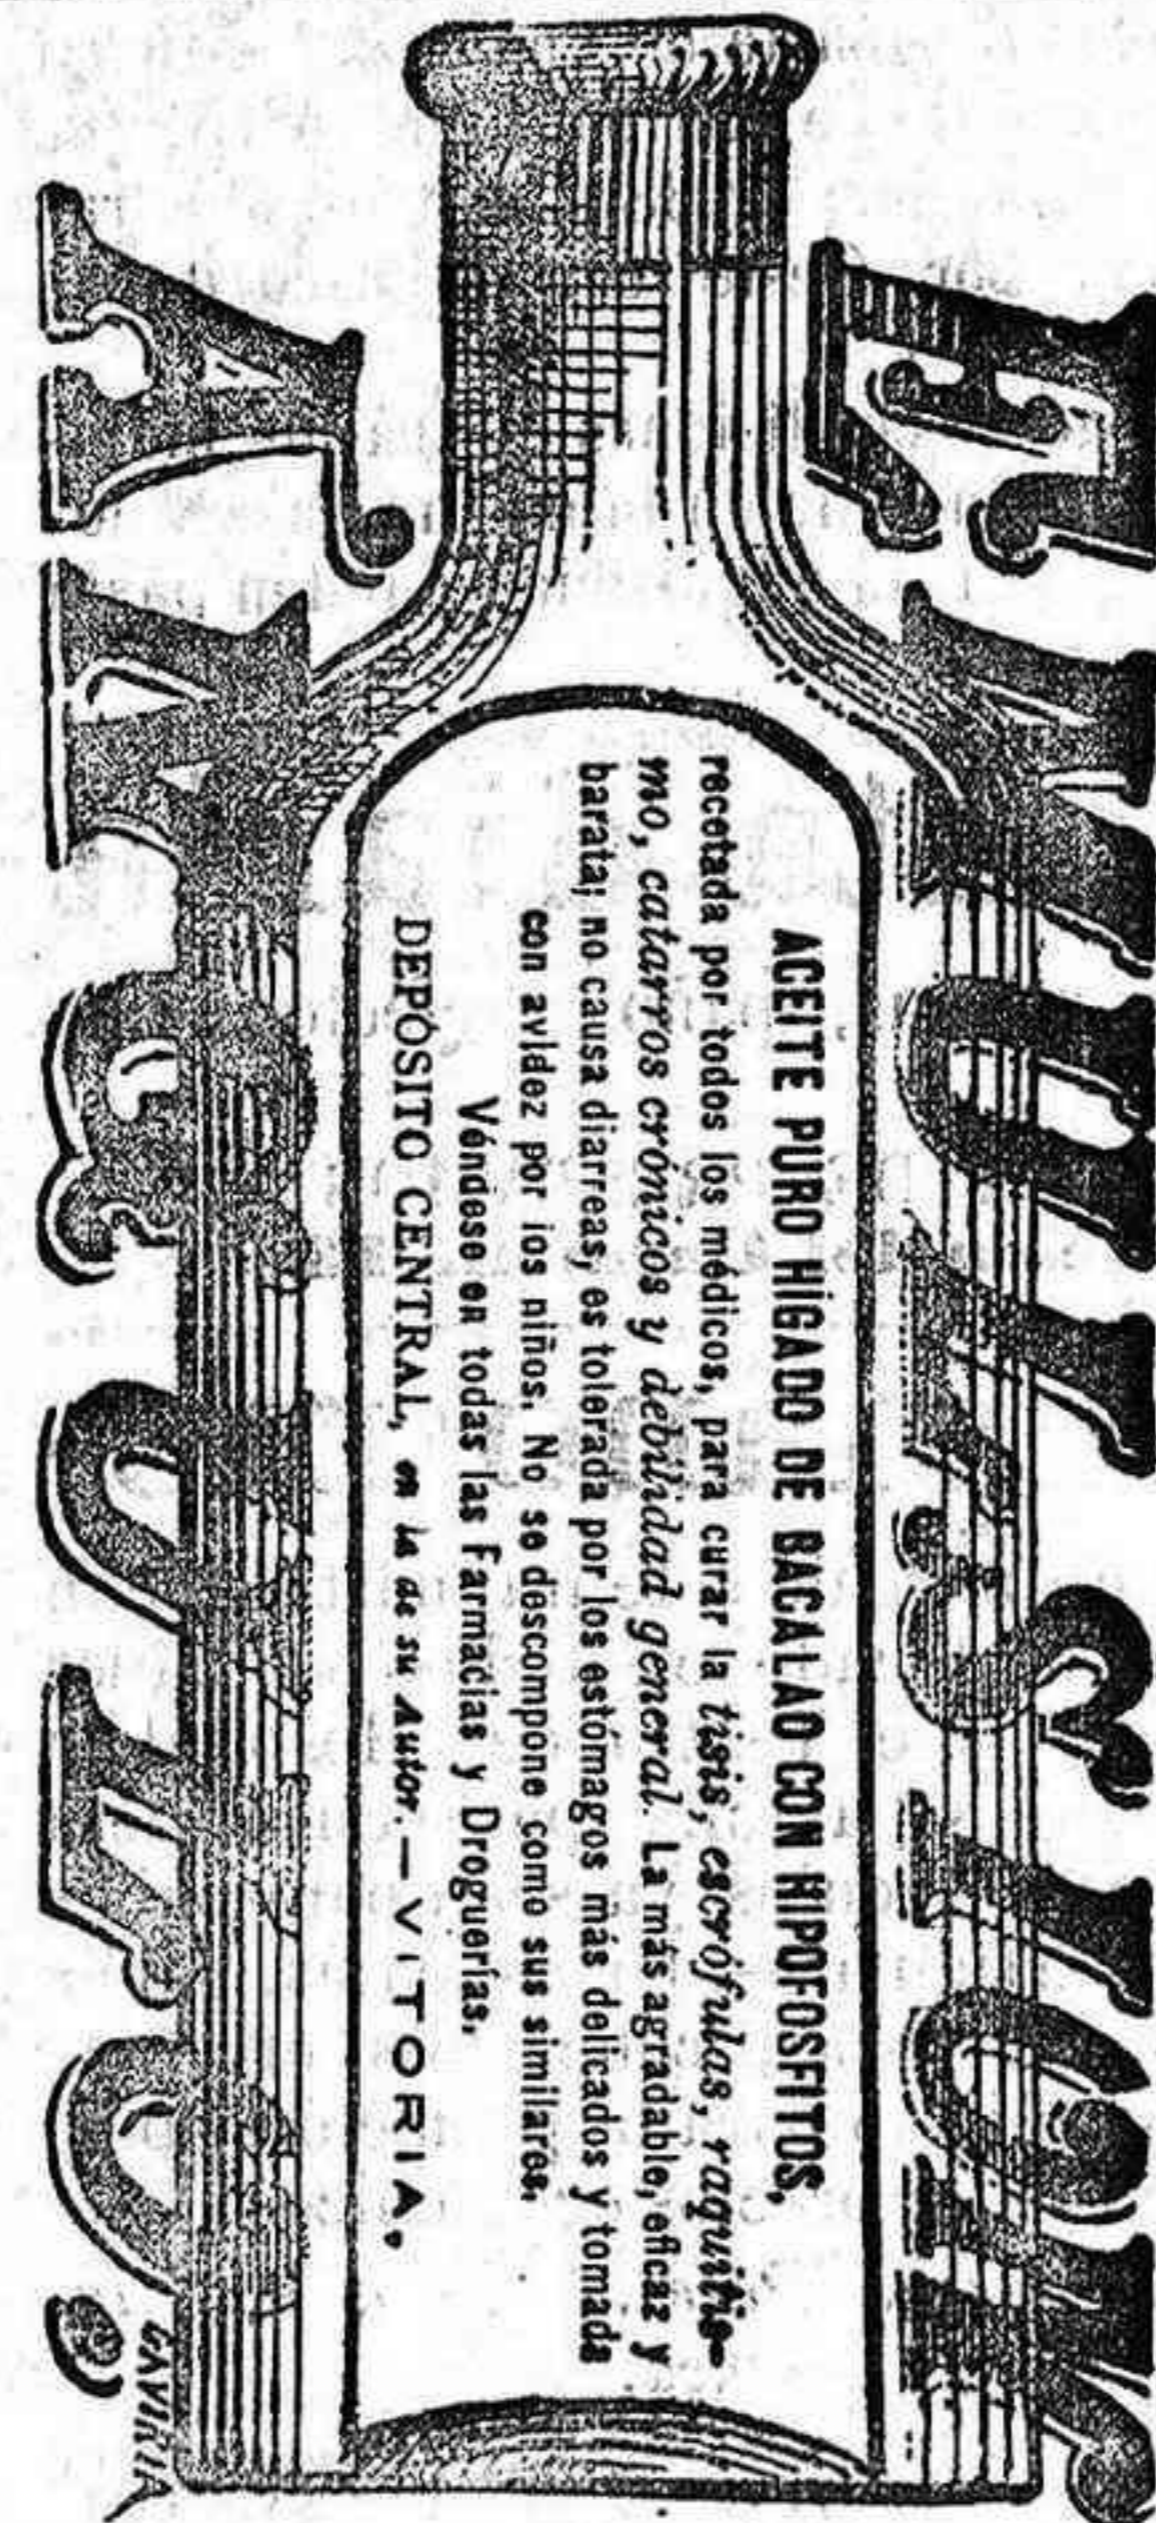 EMULSION
ACEITE PURO HÍGADO DE BACALAO CON HIPOFOSFITOS,
recetada por todos los médicos, para curar la tisis, escrófulas, raquitis-
mo, catarros crónicos y debilidad general. La más agradable, eficaz y
barata; no causa diarreas, es tolerada por los estómagos más delicados y tomada
con avidez por los niños. No se descompone como sus similares.
Véndese en todas las Farmacias y Droguerías.
DEPÓSITO CENTRAL, en la de su Autor.—VITORIA.
GAVIRIA